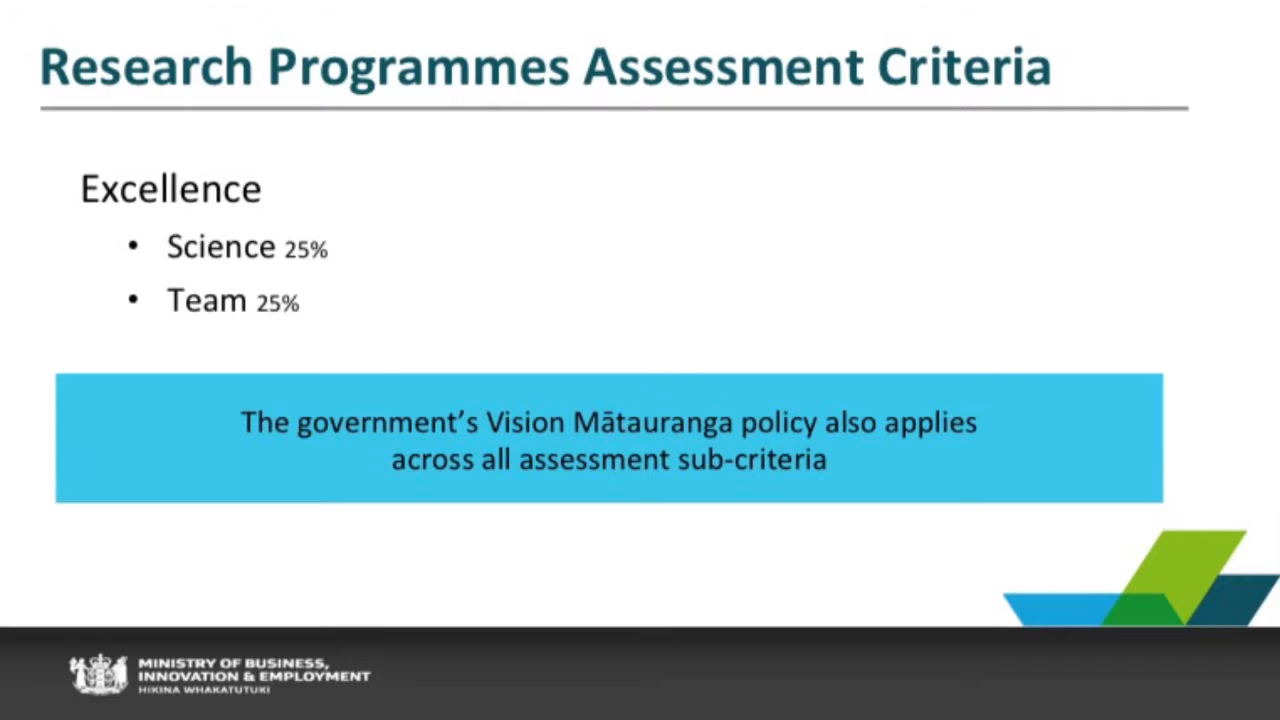 Research Programmes Assessment Criteria
Excellence
• Science 25%
• Team 25%
The government’s Vision Mātauranga policy also applies
across all assessment sub-criteria
MINISTRY OF BUSINESS,
INNOVATION & EMPLOYMENT
HIKINA WHAKATUTUKI